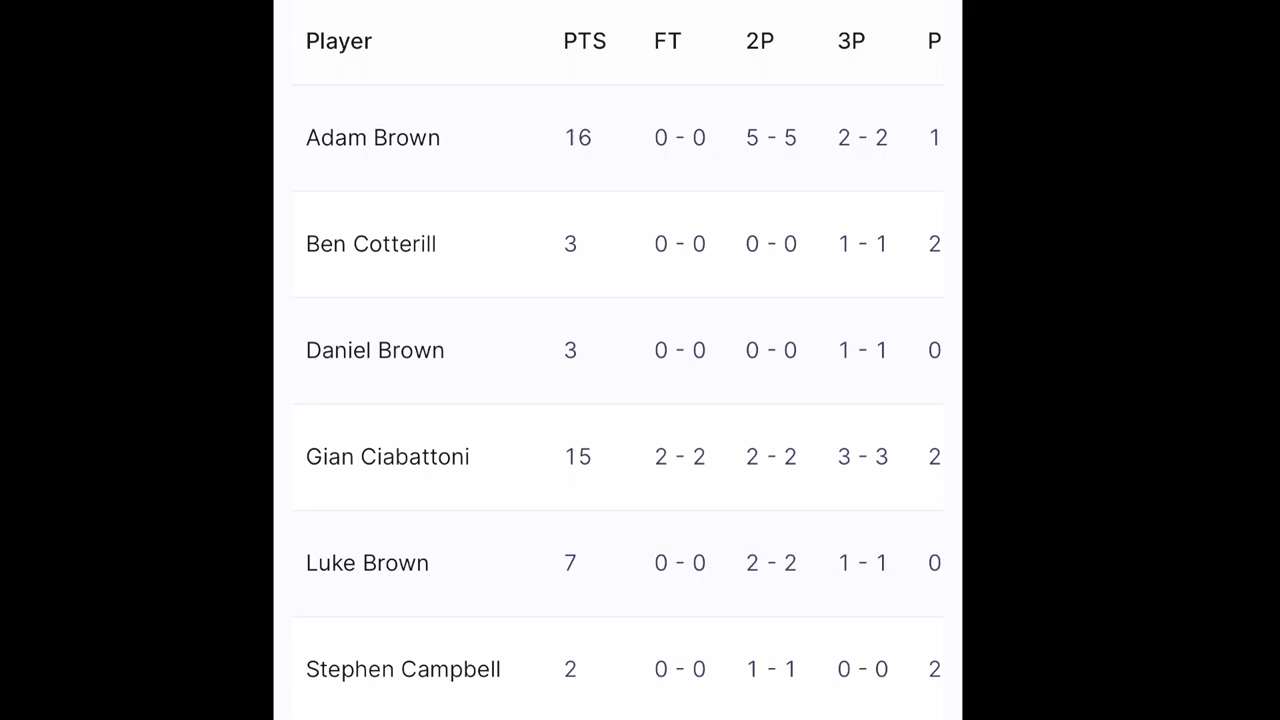 Player PTS FT 2P 3P P
Adam Brown 16 0 - 0 5 - 5 2 - 2 1
Ben Cotterill 3 0 - 0 0 - 0 1 - 1 2
Daniel Brown 3 0 - 0 0 - 0 1 - 1 0
Gian Ciabattoni 15 2 - 2 2 - 2 3 - 3 2
Luke Brown 7 0 - 0 2 - 2 1 - 1 0
Stephen Campbell 2 0 - 0 1 - 1 0 - 0 2